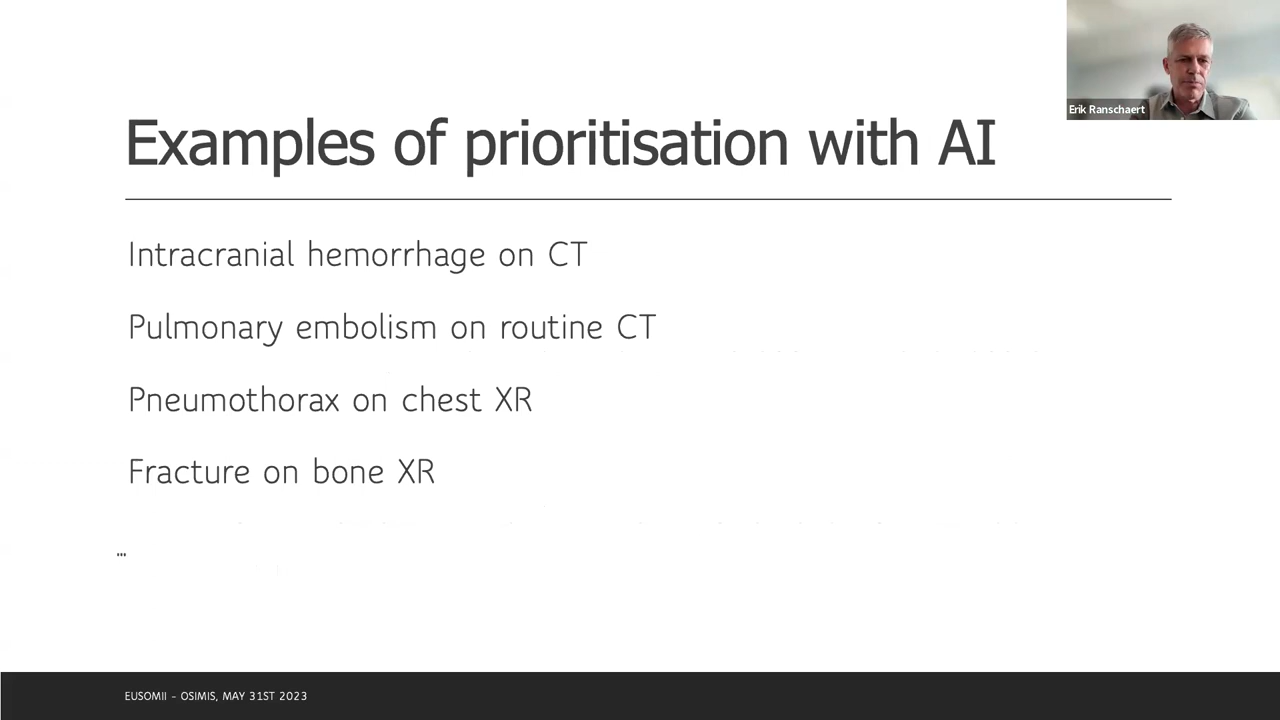 Erik Ranschaert
Examples of prioritisation with AI
Intracranial hemorrhage on CT
Pulmonary embolism on routine CT
Pneumothorax on chest XR
Fracture on bone XR
...
EUSOMII - OSIMIS, MAY 31ST 2023